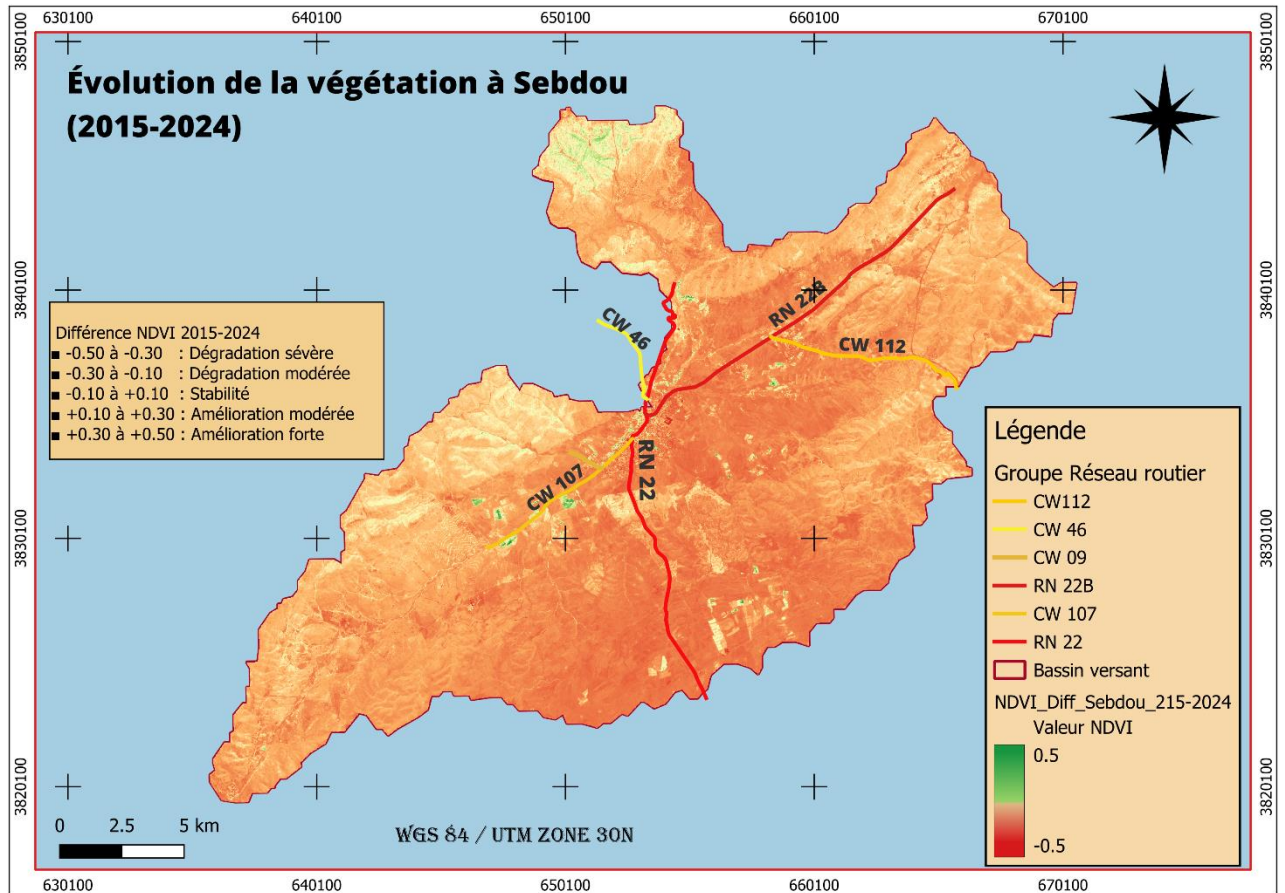 630100 640100 650100 660100 670100
3850100 3850100
Évolution de la végétation à Sebdou
(2015-2024)
3840100 3840100
RN 22B
CW 46
CW 112
Différence NDVI 2015-2024
-0.50 à -0.30 : Dégradation sévère
-0.30 à -0.10 : Dégradation modérée
-0.10 à +0.10 : Stabilité
+0.10 à +0.30 : Amélioration modérée
+0.30 à +0.50 : Amélioration forte
RN 22
CW 107
3830100 3830100
Légende
Groupe Réseau routier
CW112
CW 46
CW 09
RN 22B
CW 107
RN 22
Bassin versant
NDVI_Diff_Sebdou_215-2024
Valeur NDVI
0.5
-0.5
3820100 3820100
0 2.5 5 km
WGS 84 / UTM ZONE 30N
630100 640100 650100 660100 670100